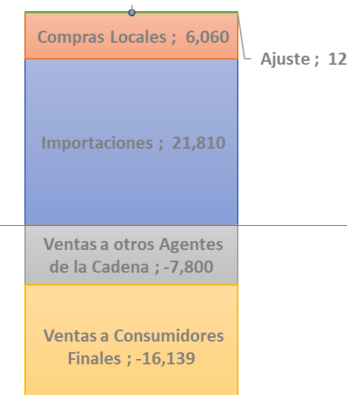 Compras Locales ; 6,060
Ajuste ; 12
Importaciones ; 21,810
Ventas a otros Agentes
de la Cadena ; -7,800
Ventas a Consumidores
Finales ; -16,139